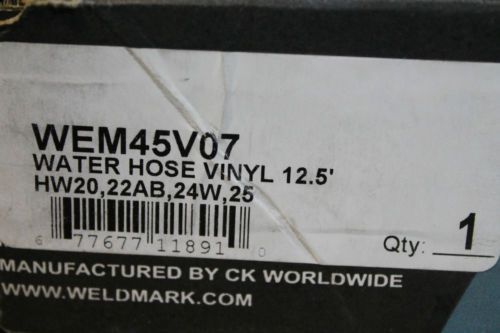 WEM45V07
WATER HOSE VINYL 12.5'
HW20,22AB,24W,25
6 77677 11891 0
Qty: 1
MANUFACTURED BY CK WORLDWIDE
WWW.WELDMARK.COM